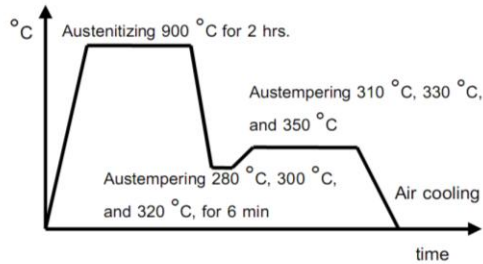 °C
Austenitizing 900 °C for 2 hrs.
Austempering 310 °C, 330 °C,
and 350 °C
Austempering 280 °C, 300 °C,
and 320 °C, for 6 min
Air cooling
time